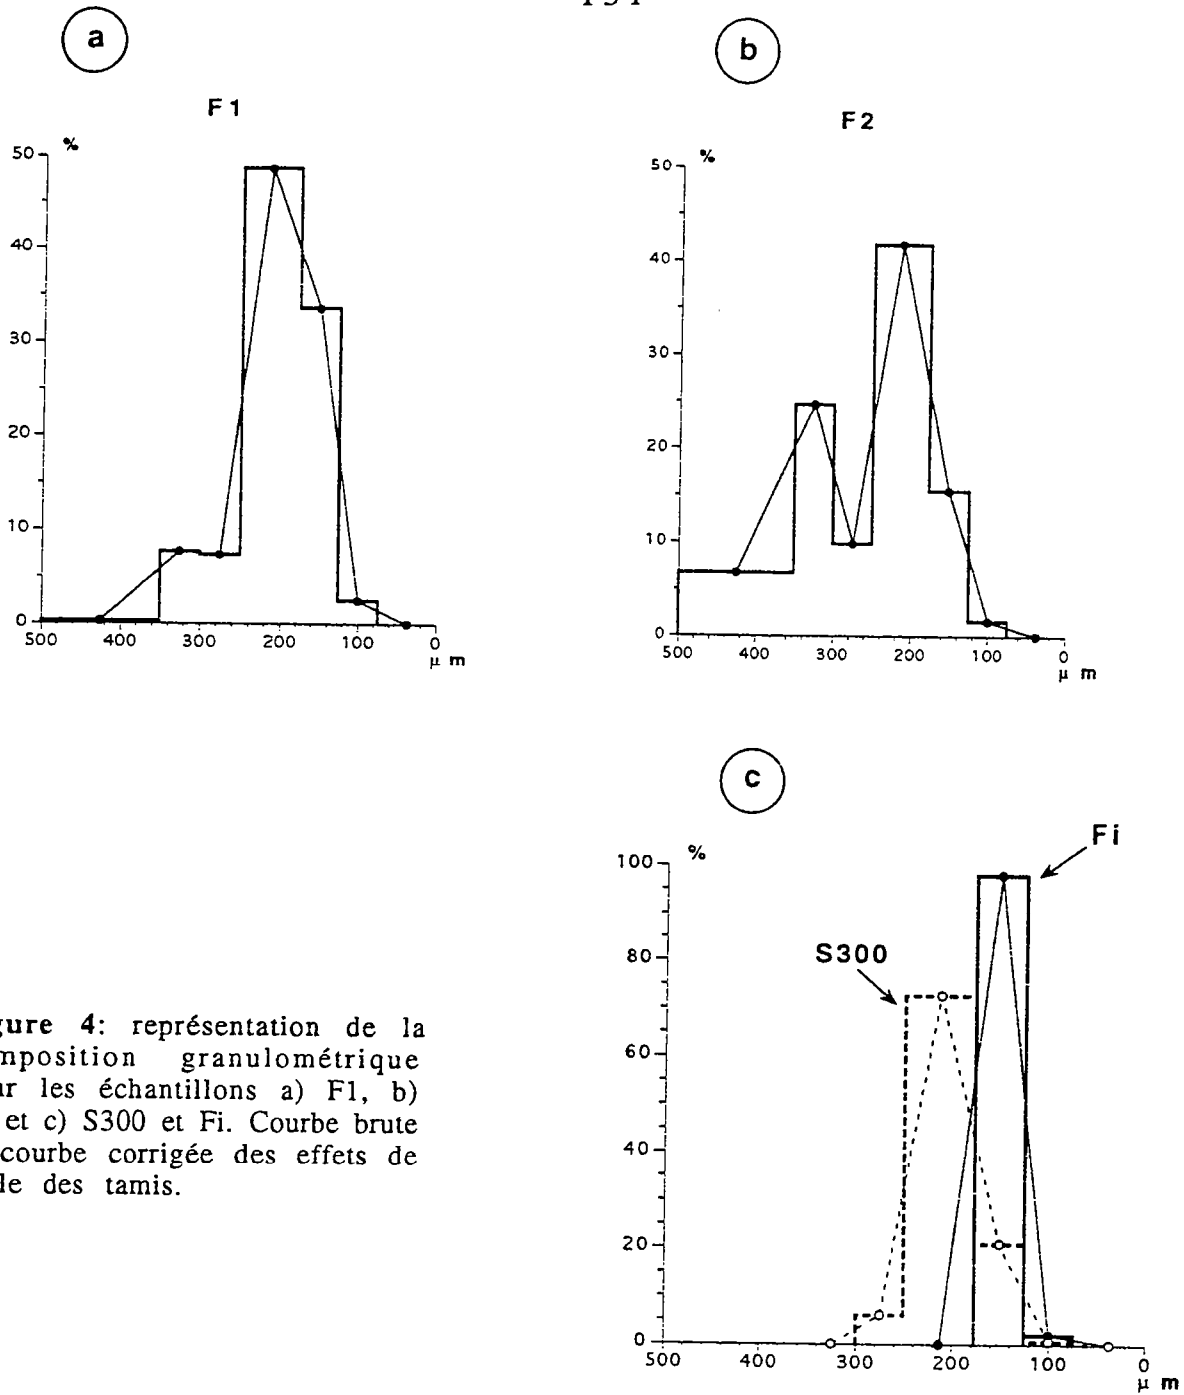 a
F1
%
50
40
30
20
10
0
500 400 300 200 100 0
µ m
b
F2
%
50
40
30
20
10
0
500 400 300 200 100 0
µ m
c
Fi
S300
%
100
80
60
40
20
0
500 300 200 100 0
µ m
gure 4: représentation de la
mposition granulométrique
ur les échantillons a) F1, b)
et c) S300 et Fi. Courbe brute
courbe corrigée des effets de
le des tamis.